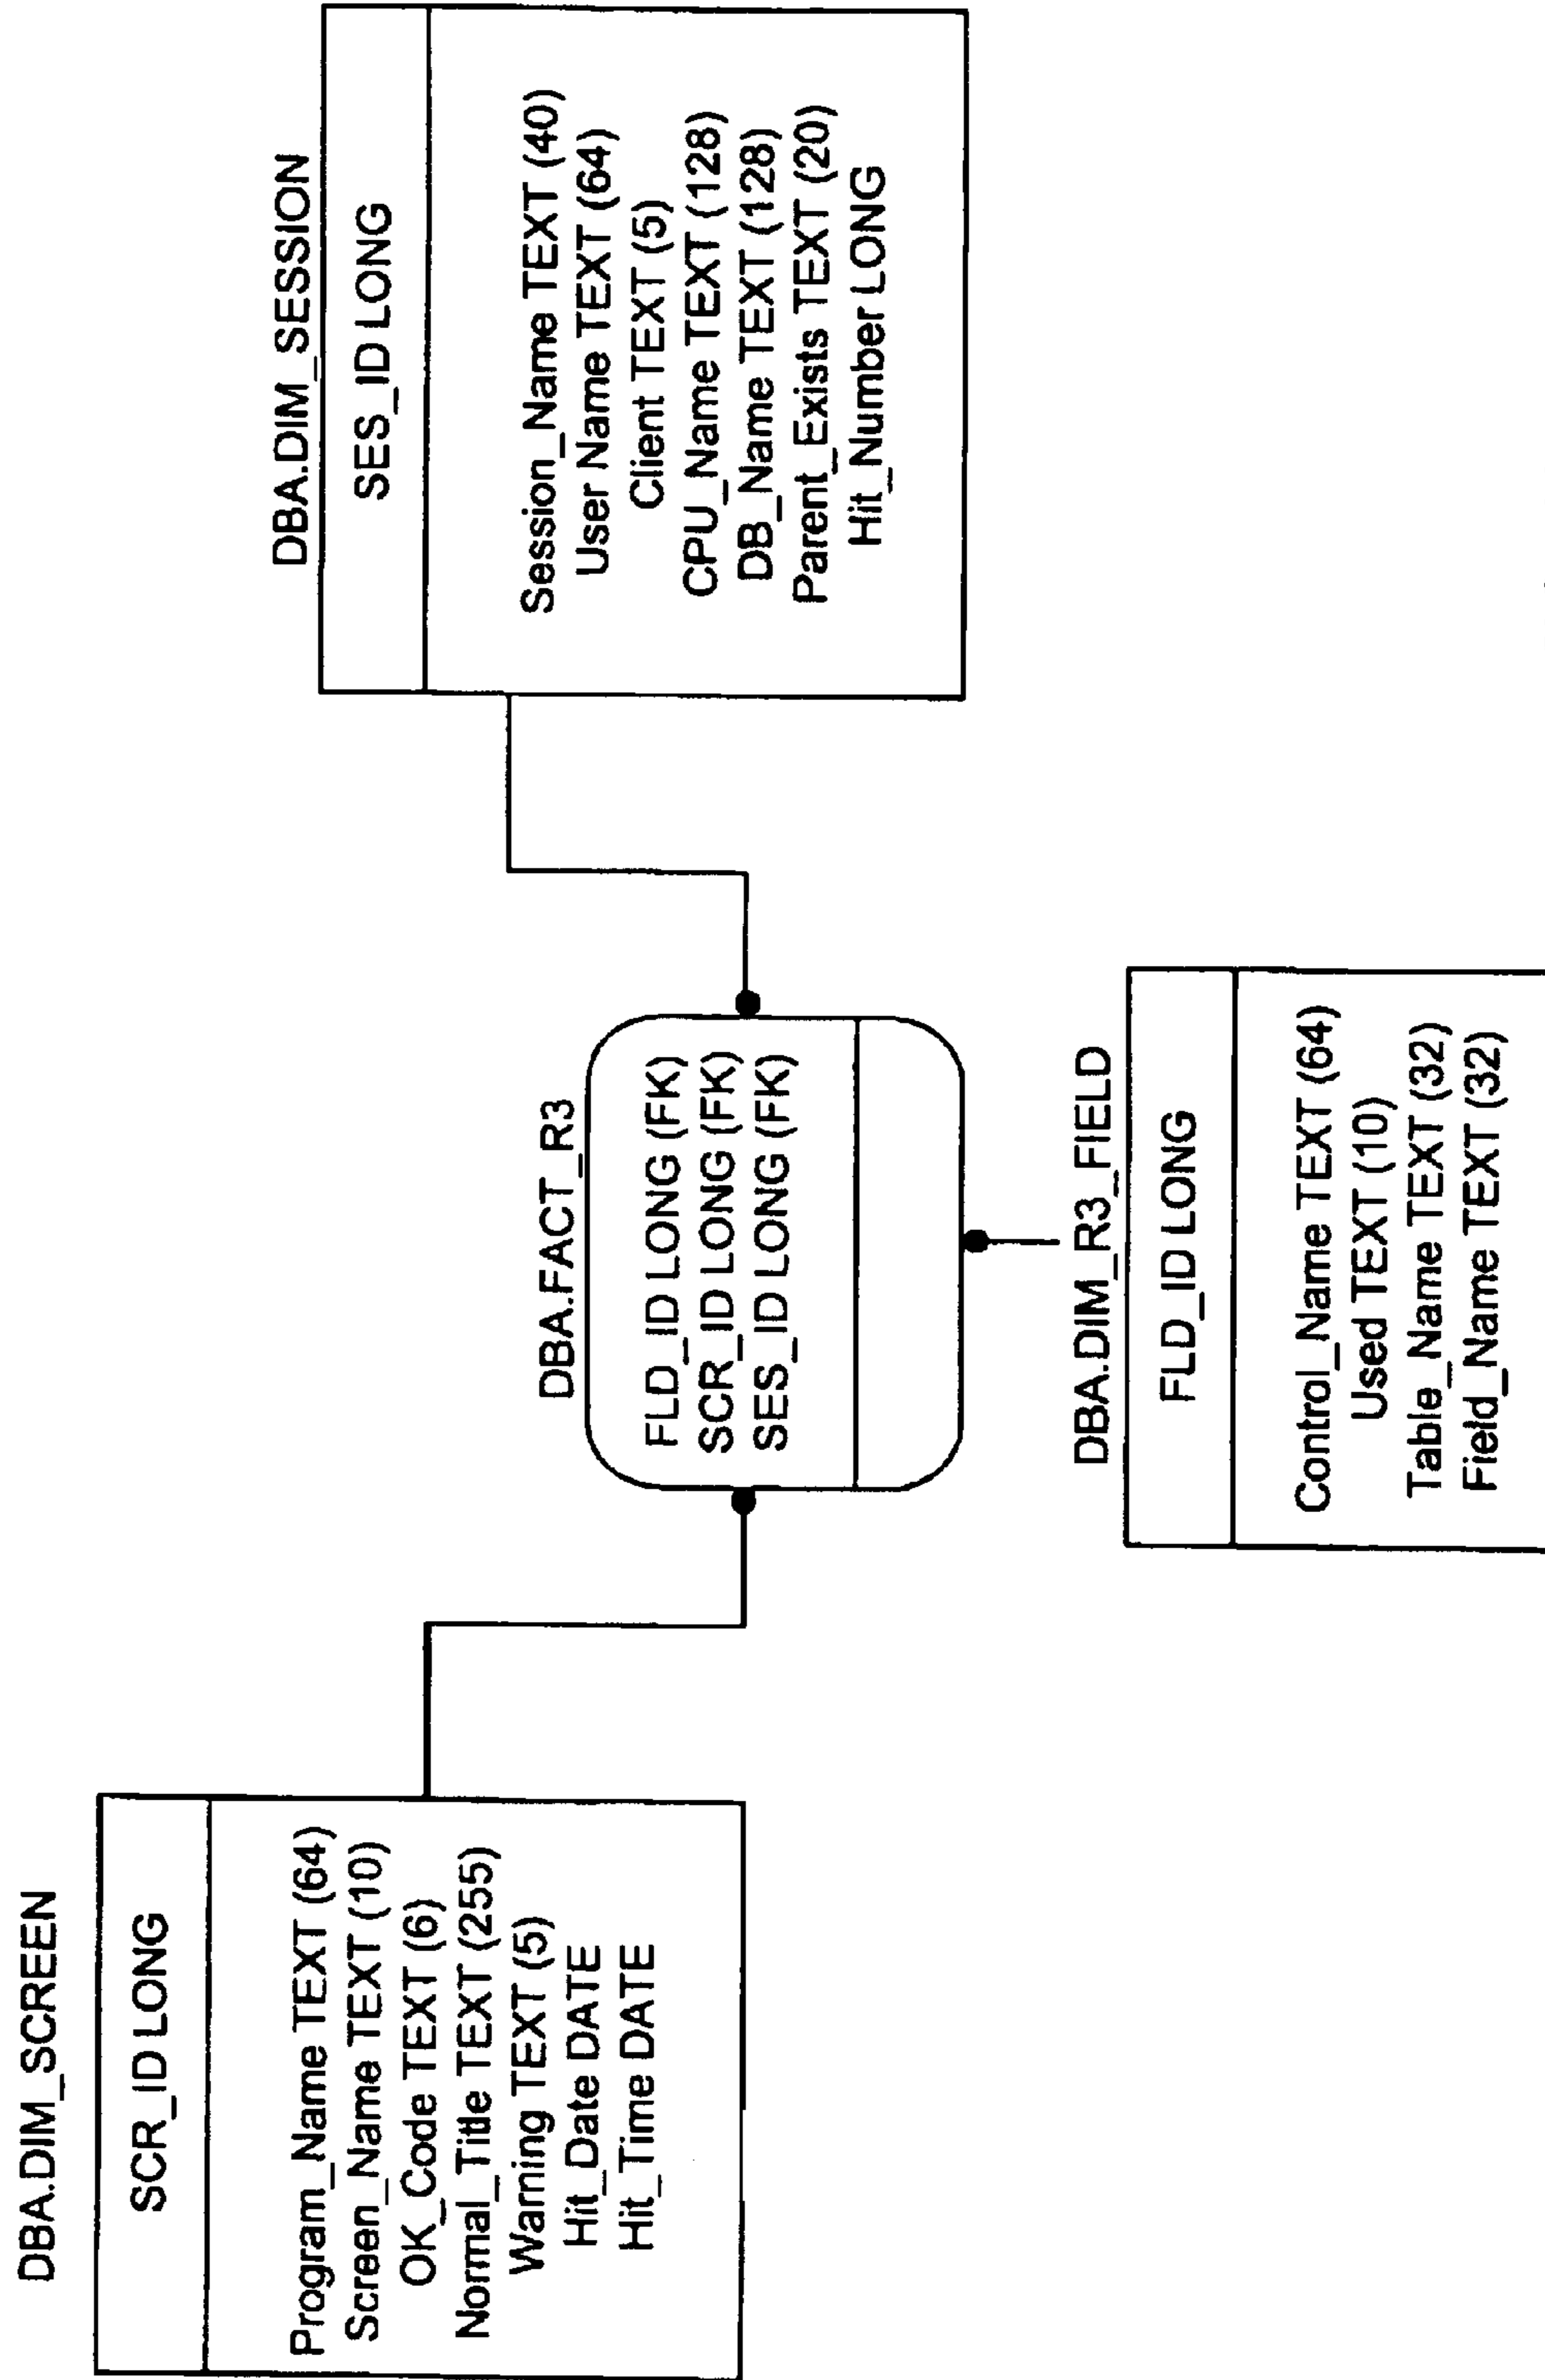 DBA.DIM_SCREEN
SCR_ID LONG
Program_Name TEXT (64)
Screen_Name TEXT (10)
OK_Code TEXT (6)
Normal_Title TEXT (255)
Warning TEXT (5)
Hit_Date DATE
Hit_Time DATE
DBA.FACT_R3
FLD_ID LONG (FK)
SCR_ID LONG (FK)
SES_ID LONG (FK)
DBA.DIM_SESSION
SES_ID LONG
Session_Name TEXT (40)
User Name TEXT (64)
Client TEXT (5)
CPU_Name TEXT (128)
DB_Name TEXT (128)
Parent_Exists TEXT (20)
Hit_Number LONG
DBA.DIM_R3_FIELD
FLD_ID LONG
Control_Name TEXT (64)
Used TEXT (10)
Table_Name TEXT (32)
Field_Name TEXT (32)